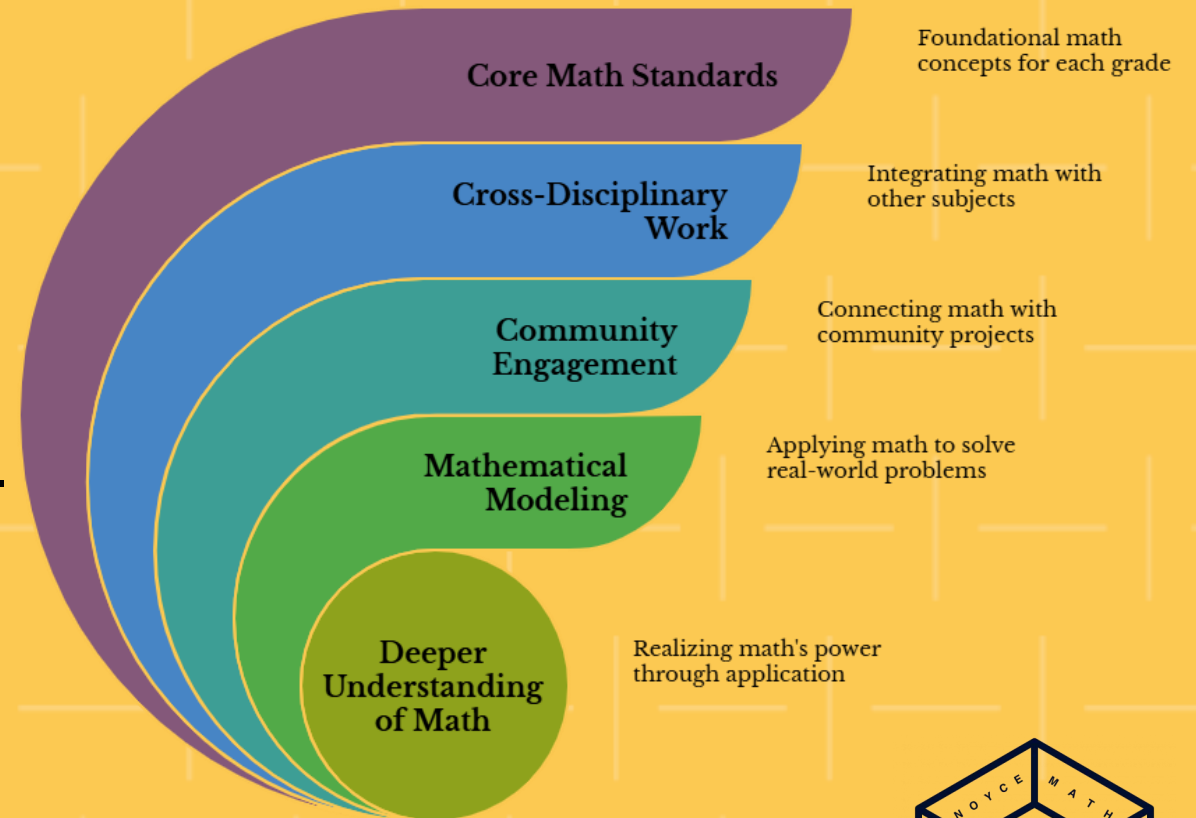 Core Math Standards
Foundational math
concepts for each grade
Cross-Disciplinary
Work
Integrating math with
other subjects
Community
Engagement
Connecting math with
community projects
Mathematical
Modeling
Applying math to solve
real-world problems
Deeper
Understanding
of Math
Realizing math's power
through application
NOYCE MATH